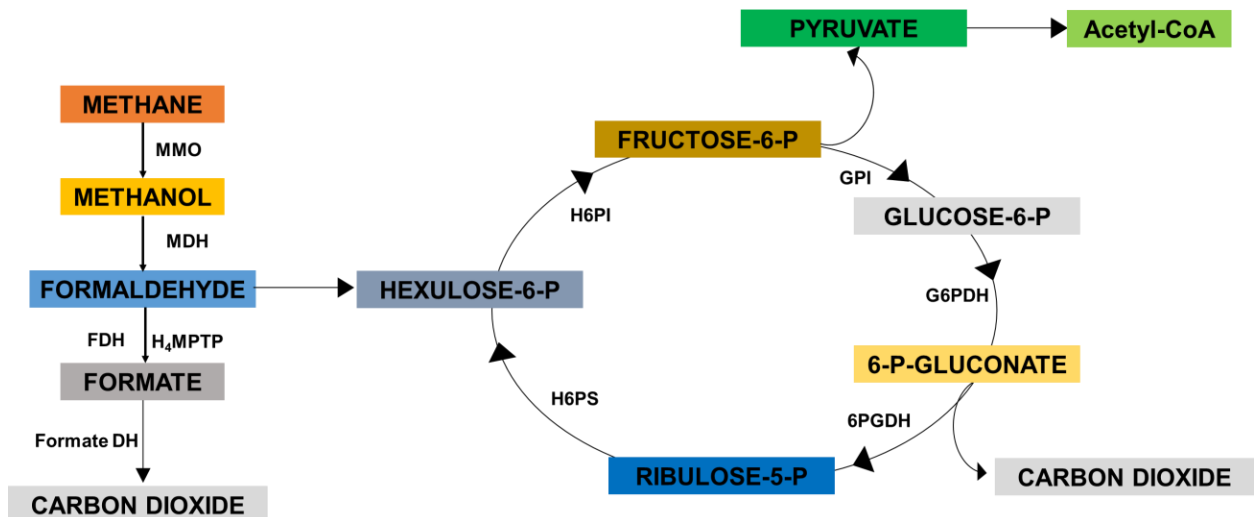 PYRUVATE
Acetyl-CoA
METHANE
MMO
FRUCTOSE-6-P
GPI
METHANOL
H6PI
GLUCOSE-6-P
MDH
FORMALDEHYDE
HEXULOSE-6-P
G6PDH
FDH
H₄MPTP
FORMATE
6-P-GLUCONATE
H6PS
6PGDH
Formate DH
RIBULOSE-5-P
CARBON DIOXIDE
CARBON DIOXIDE